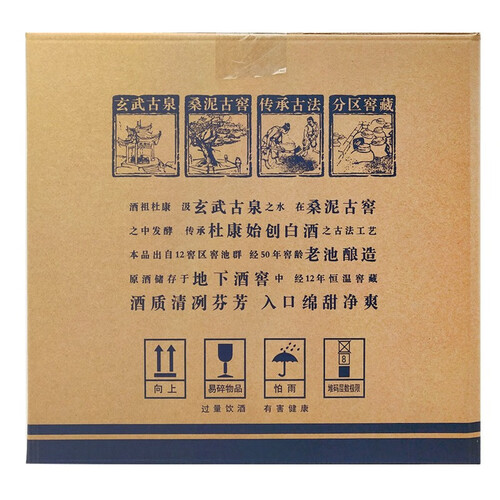 玄武古泉 桑泥古窖 传承古法 分区窖藏
酒祖杜康 汲玄武古泉之水 在桑泥古窖
之中发酵 传承杜康始创白酒之古法工艺
本品出自12窖区窖池群 经50年窖龄老池酿造
原酒储存于地下酒窖中 经12年恒温窖藏
酒质清冽芬芳 入口绵甜净爽
8
向上 易碎物品 怕雨 堆码层数极限
过量饮酒 有害健康